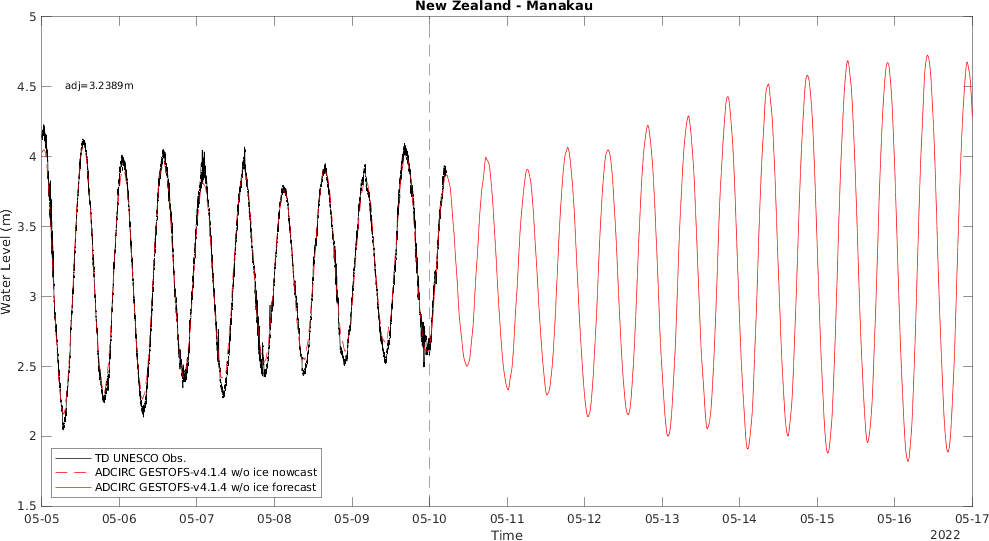 New Zealand - Manakau
5
4.5
4
3.5
3
2.5
2
1.5
Water Level (m)
adj=3.2389m
TD UNESCO Obs.
ADCIRC GESTOFS-v4.1.4 w/o ice nowcast
ADCIRC GESTOFS-v4.1.4 w/o ice forecast
05-05 05-06 05-07 05-08 05-09 05-10 05-11 05-12 05-13 05-14 05-15 05-16 05-17
Time
2022